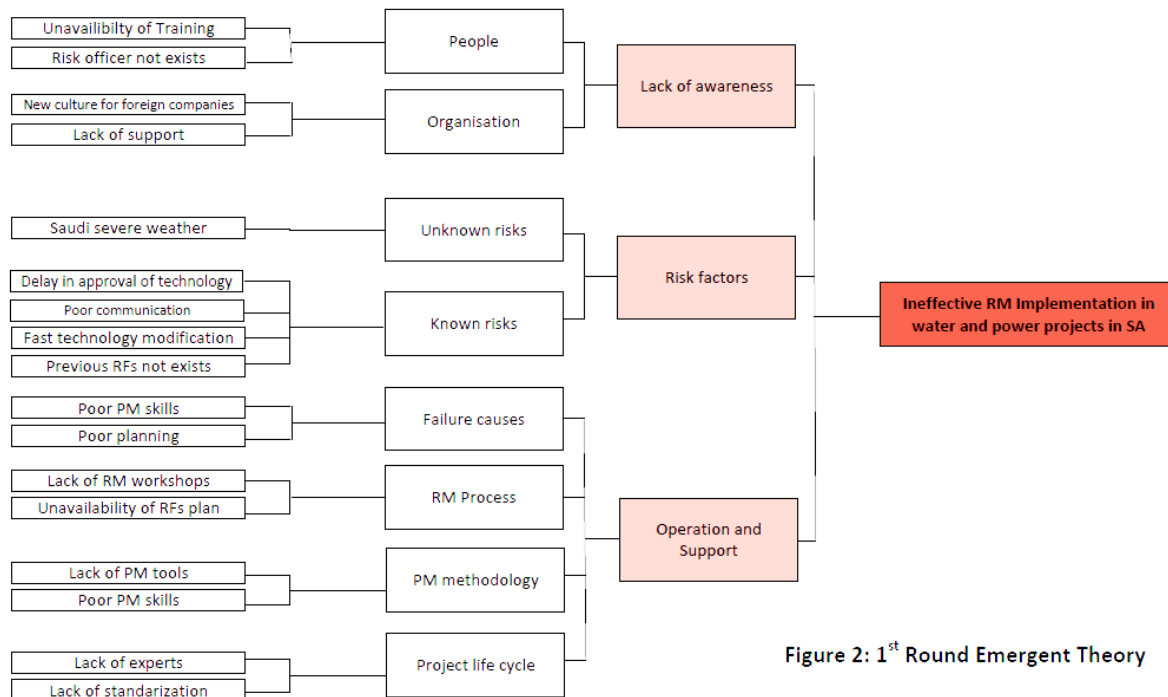 Unavailibilty of Training
Risk officer not exists
New culture for foreign companies
Lack of support
Saudi severe weather
Delay in approval of technology
Poor communication
Fast technology modification
Previous RFs not exists
Poor PM skills
Poor planning
Lack of RM workshops
Unavailability of RFs plan
Lack of PM tools
Poor PM skills
Lack of experts
Lack of standarization
People
Organisation
Unknown risks
Known risks
Failure causes
RM Process
PM methodology
Project life cycle
Lack of awareness
Risk factors
Operation and
Support
Ineffective RM Implementation in
water and power projects in SA
Figure 2: 1st Round Emergent Theory